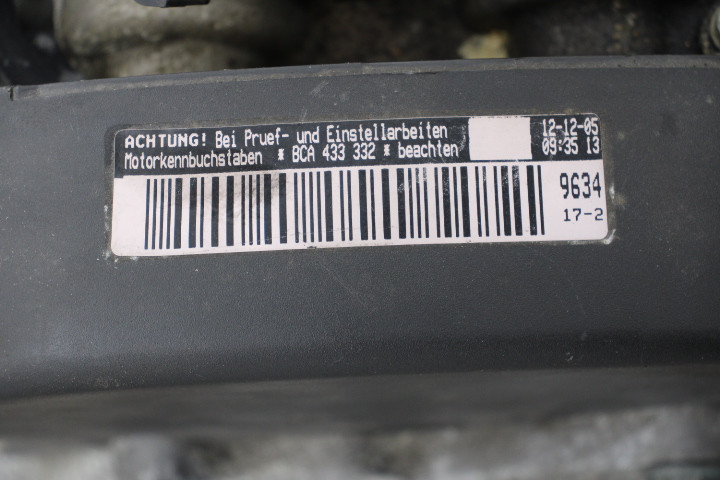 ACHTUNG! Bei Pruef- und Einstellarbeiten
Motorkennbuchstaben * BCA 433 332 * beachten
12-12-05
09:35 13
9634
17-2